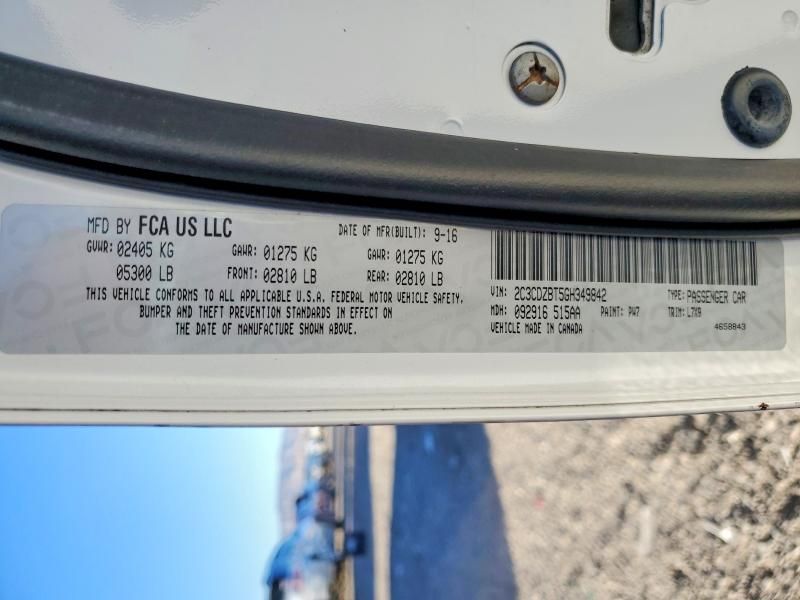 MFD BY FCA US LLC DATE OF MFR(BUILT): 9-16
GVWR: 02405 KG GAWR: 01275 KG GAWR: 01275 KG
05300 LB FRONT: 02810 LB REAR: 02810 LB
THIS VEHICLE CONFORMS TO ALL APPLICABLE U.S.A. FEDERAL MOTOR VEHICLE SAFETY,
BUMPER AND THEFT PREVENTION STANDARDS IN EFFECT ON
THE DATE OF MANUFACTURE SHOWN ABOVE.
VIN: 2C3CDZBT5GH349842 TYPE: PASSENGER CAR
MDH: 092916 515AA PAINT: PW7 TRIM: L7X9
VEHICLE MADE IN CANADA 4658843